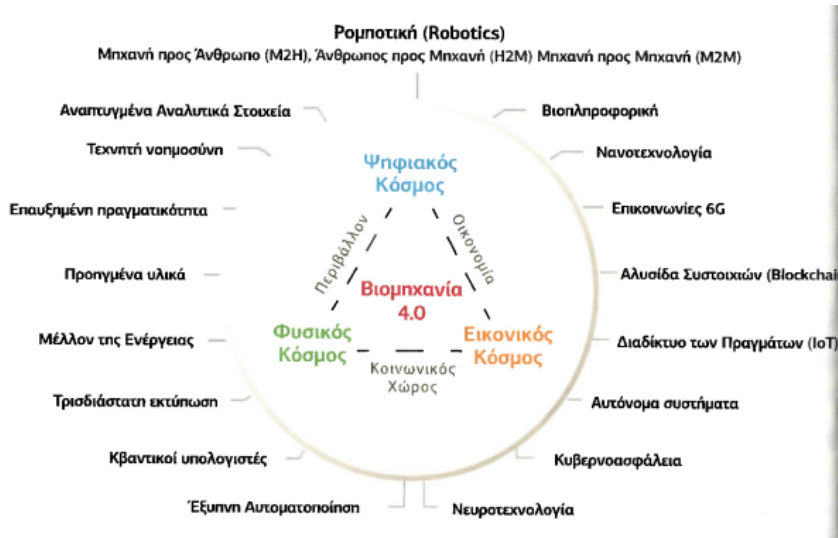 Ρομποτική (Robotics)
Μηχανή προς Άνθρωπο (M2H), Άνθρωπος προς Μηχανή (H2M) Μηχανή προς Μηχανή (M2M)
Αναπτυγμένα Αναλυτικά Στοιχεία
Βιοπληροφορική
Τεχνητή νοημοσύνη
Νανοτεχνολογία
Ψηφιακός
Κόσμος
Επαυξημένη πραγματικότητα
Επικοινωνίες 6G
Περιβάλλον
Οικονομία
Προηγμένα υλικά
Αλυσίδα Συστοιχιών (Blockchai
Βιομηχανία
4.0
Μέλλον της Ενέργειας
Φυσικός
Κόσμος
Εικονικός
Κόσμος
Διαδίκτυο των Πραγμάτων (IoT)
Κοινωνικός
Χώρος
Τρισδιάστατη εκτύπωση
Αυτόνομα συστήματα
Κβαντικοί υπολογιστές
Κυβερνοασφάλεια
Έξυπνη Αυτοματοποίηση
Νευροτεχνολογία